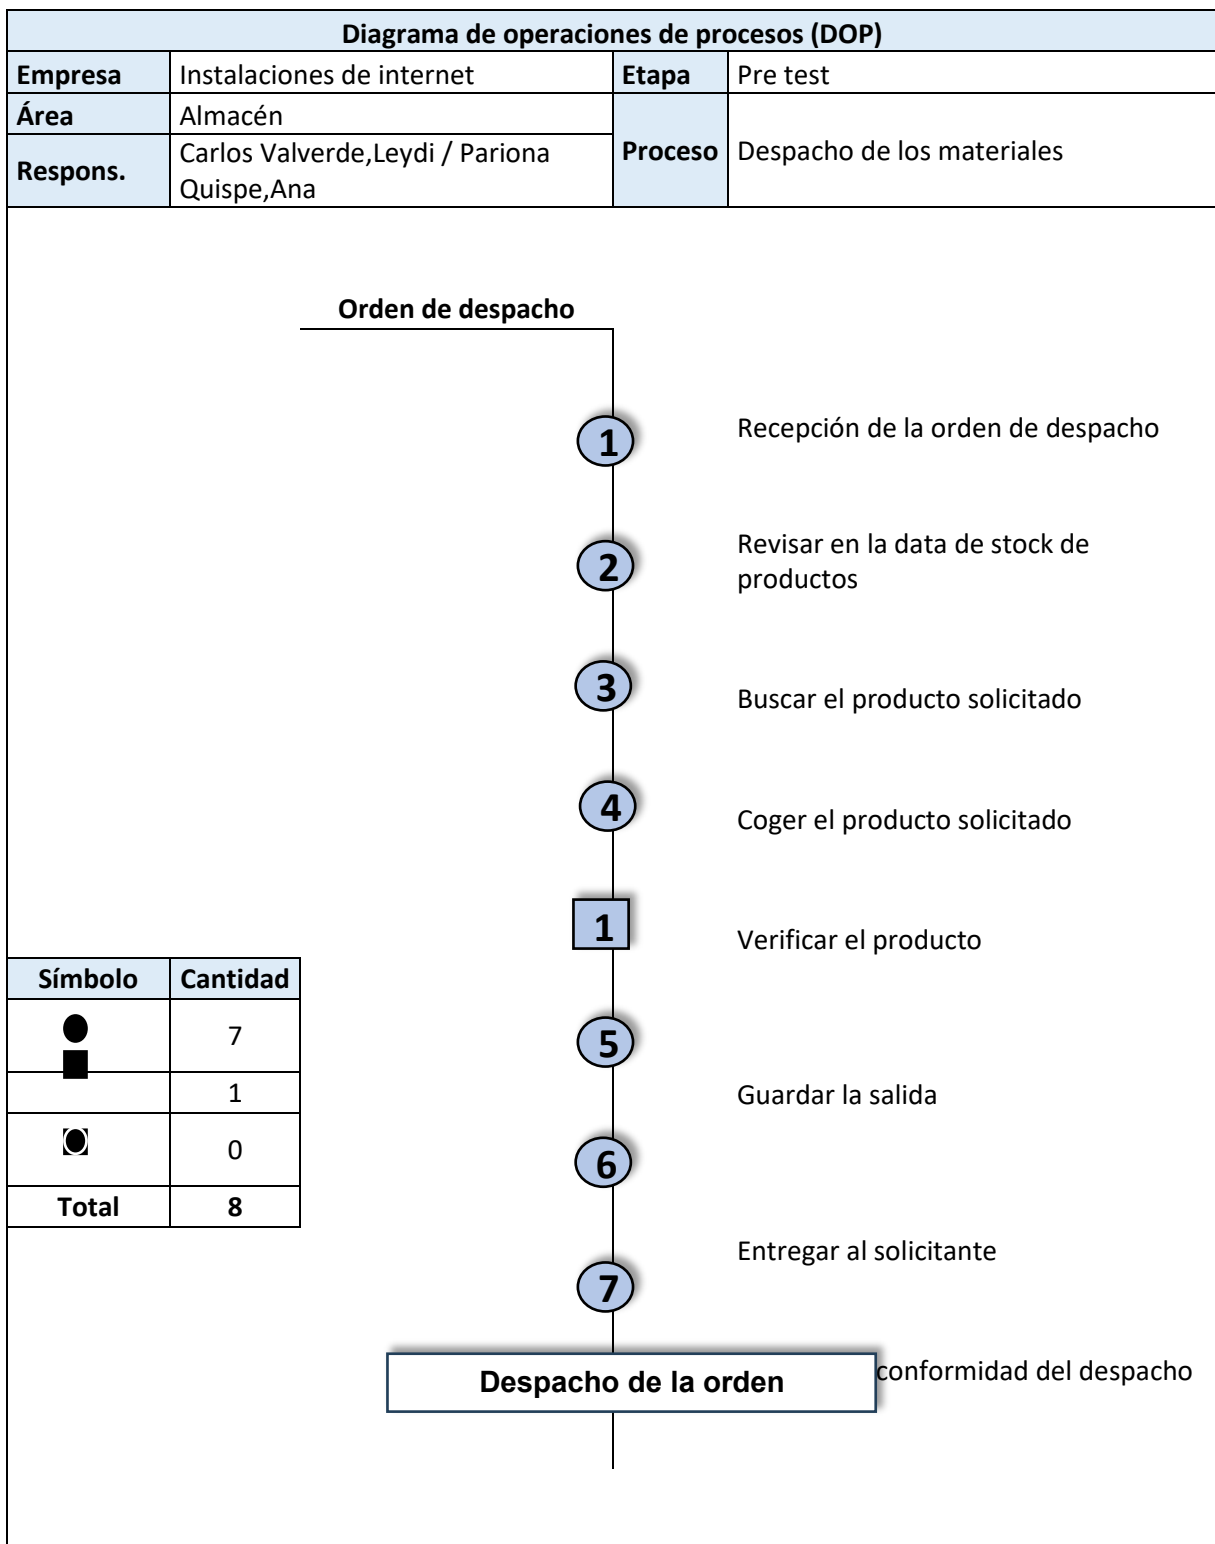 Diagrama de operaciones de procesos (DOP)
Empresa Instalaciones de internet Etapa Pre test
Área Almacén
Proceso Despacho de los materiales
Respons. Carlos Valverde,Leydi / Pariona
Quispe,Ana
Orden de despacho
1 Recepción de la orden de despacho
2 Revisar en la data de stock de
productos
3 Buscar el producto solicitado
4 Coger el producto solicitado
1 Verificar el producto
5 Guardar la salida
6 Entregar al solicitante
7 conformidad del despacho
Despacho de la orden
Símbolo Cantidad
7
1
0
Total 8